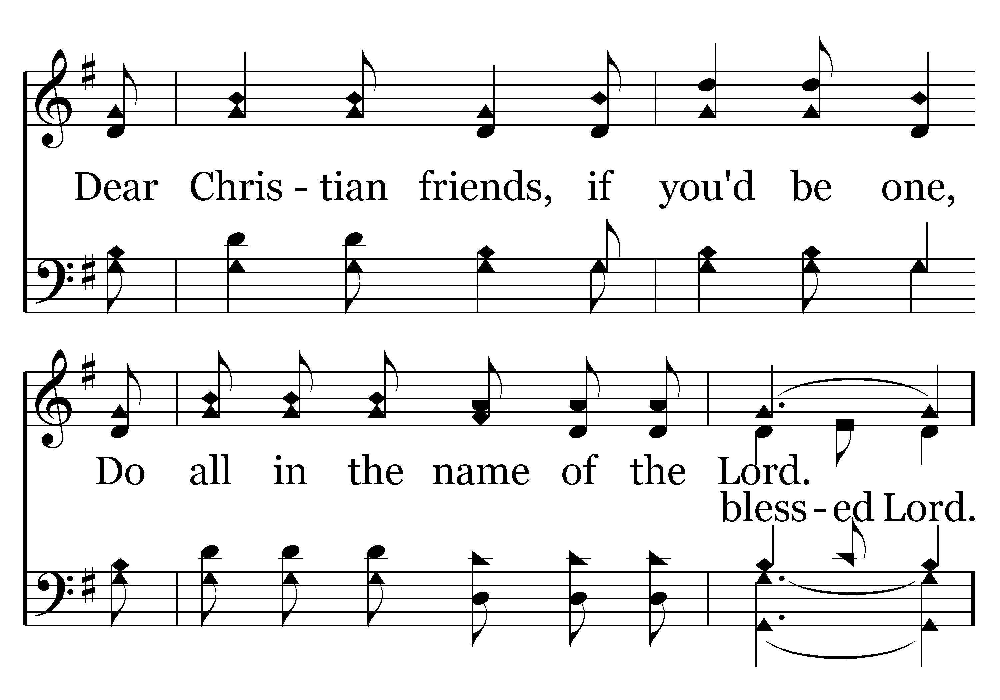 Dear Chris - tian friends, if you'd be one,
Do all in the name of the Lord.
bless - ed Lord.